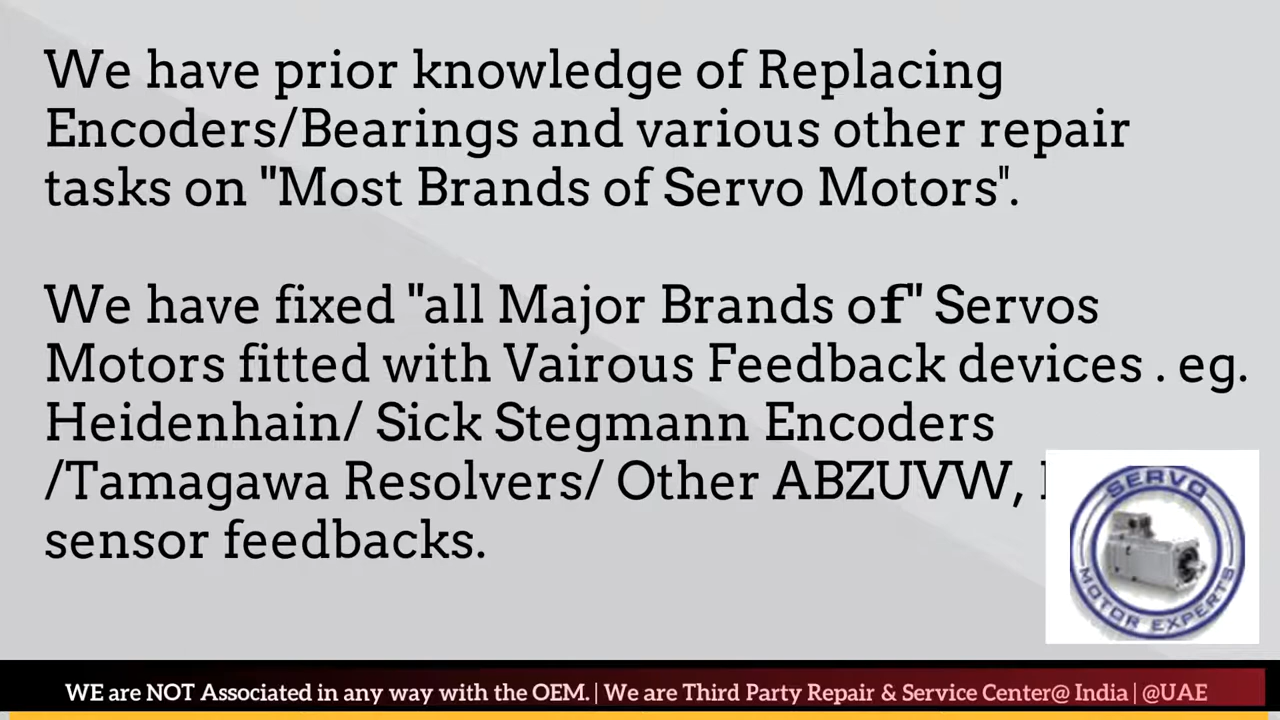 We have prior knowledge of Replacing
Encoders/Bearings and various other repair
tasks on "Most Brands of Servo Motors".
We have fixed "all Major Brands of" Servos
Motors fitted with Vairous Feedback devices . eg.
Heidenhain/ Sick Stegmann Encoders
/Tamagawa Resolvers/ Other ABZUVW,
sensor feedbacks.
SERVO
MOTOR EXPERTS
WE are NOT Associated in any way with the OEM. | We are Third Party Repair & Service Center@ India | @UAE